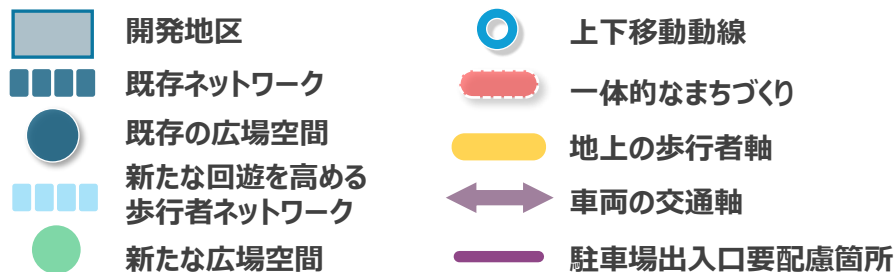 開発地区
既存ネットワーク
既存の広場空間
新たな回遊を高める
歩行者ネットワーク
新たな広場空間
上下移動動線
一体的なまちづくり
地上の歩行者軸
車両の交通軸
駐車場出入口要配慮箇所